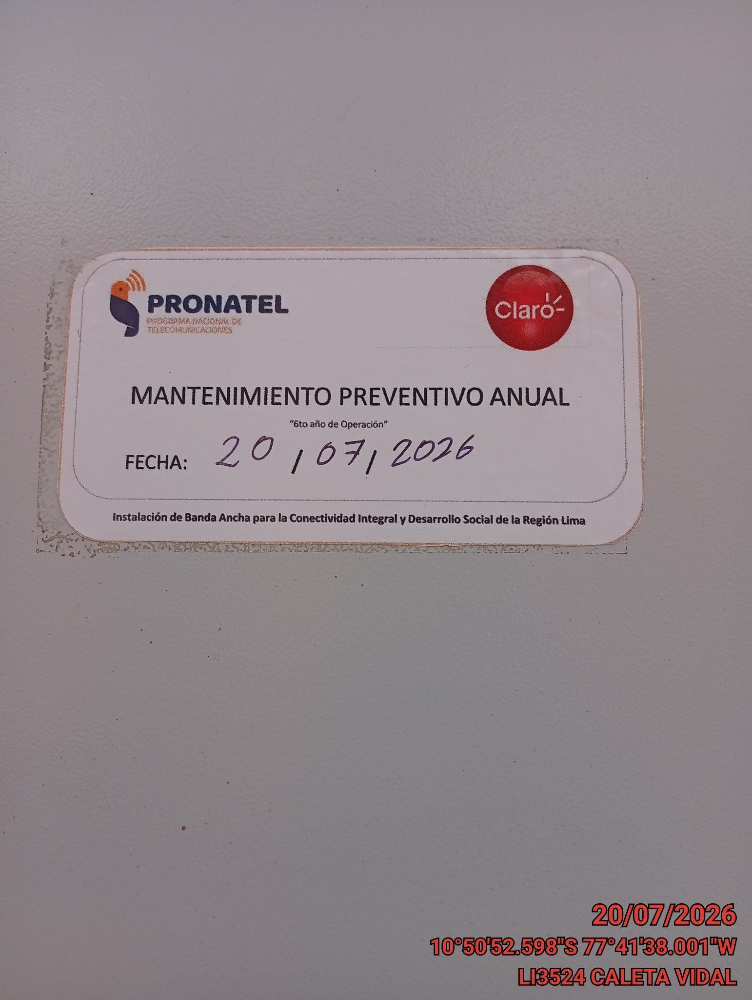 PRONATEL
PROGRAMA NACIONAL DE
TELECOMUNICACIONES
Claro
MANTENIMIENTO PREVENTIVO ANUAL
"6to año de Operación"
FECHA: 20 / 07 / 2026
Instalación de Banda Ancha para la Conectividad Integral y Desarrollo Social de la Región Lima
20/07/2026
10°50'52.598"S 77°41'38.001"W
LI3524 CALETA VIDAL